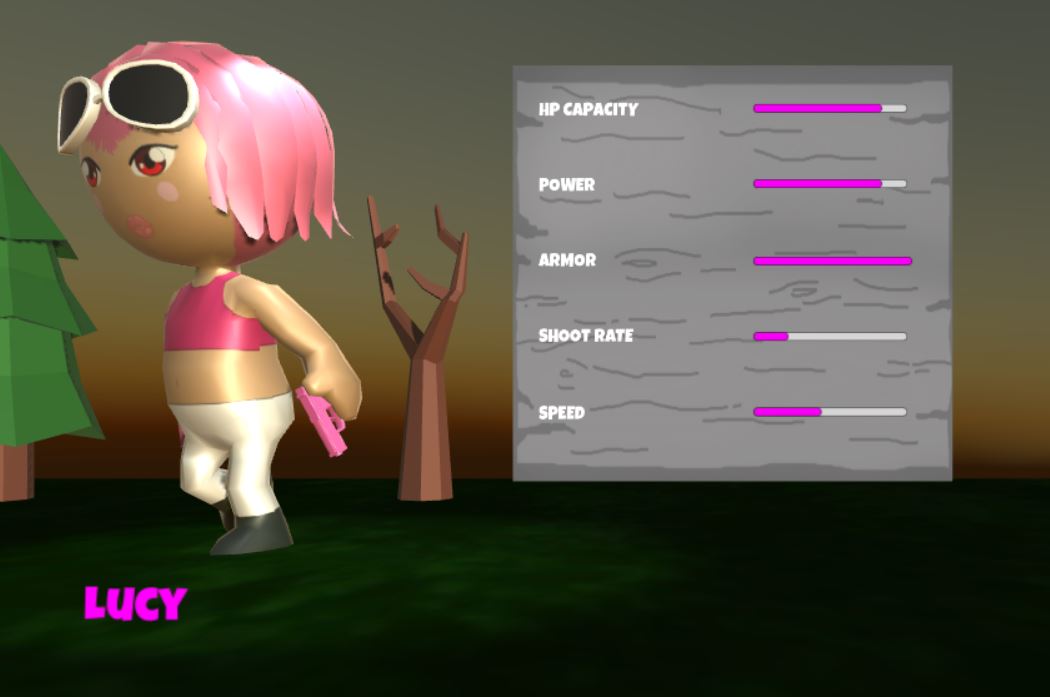 HP CAPACITY
POWER
ARMOR
SHOOT RATE
SPEED
LUCY